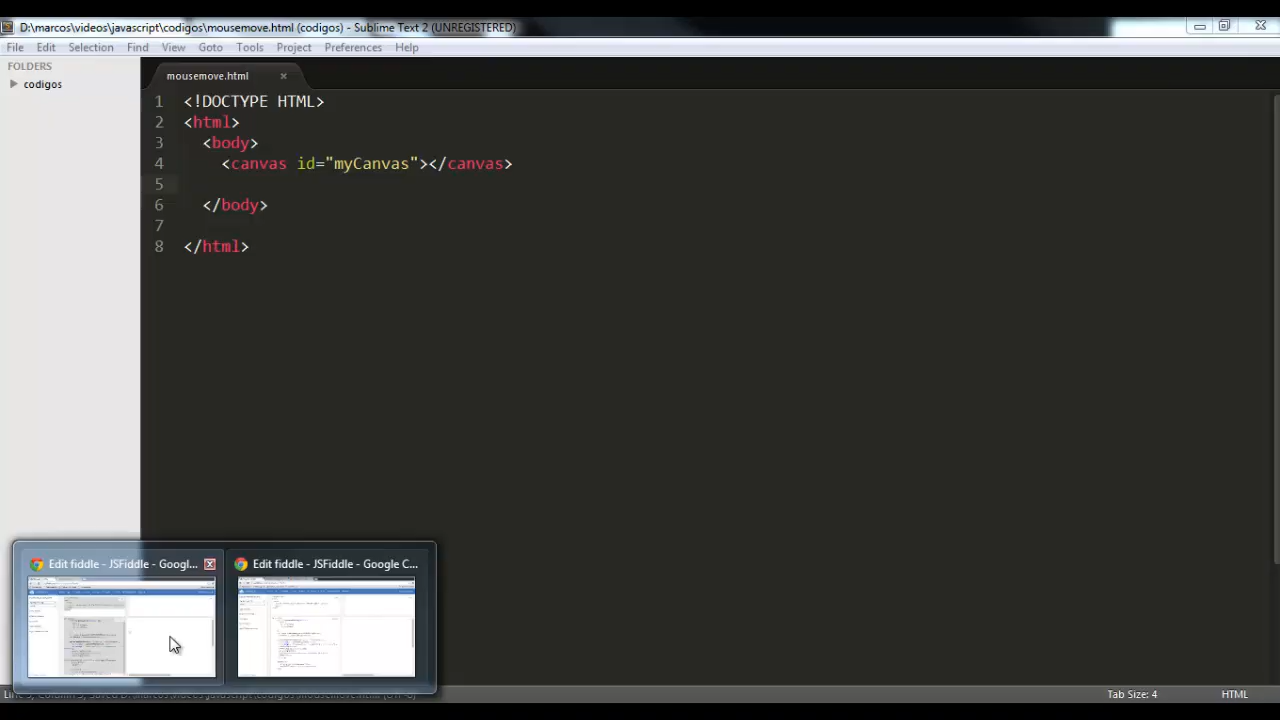 D:\marcos\videos\javascript\codigos\mousemove.html (codigos) - Sublime Text 2 (UNREGISTERED)
File Edit Selection Find View Goto Tools Project Preferences Help
FOLDERS
codigos
mousemove.html
1 <!DOCTYPE HTML>
2 <html>
3 <body>
4 <canvas id="myCanvas"></canvas>
5
6 </body>
7
8 </html>
Edit fiddle - JSFiddle - Googl...
Edit fiddle - JSFiddle - Google C...
Tab Size: 4
HTML